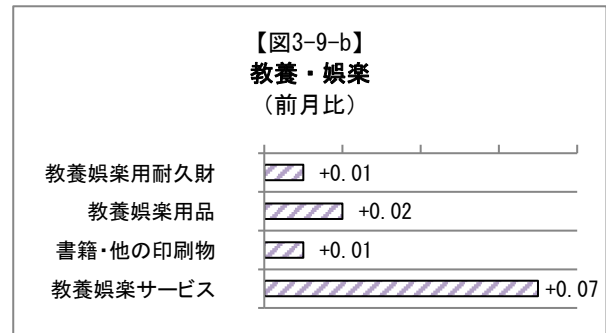 【図3-9-b】
教養・娯楽
（前月比）
教養娯楽用耐久財 +0.01
教養娯楽用品 +0.02
書籍・他の印刷物 +0.01
教養娯楽サービス +0.07